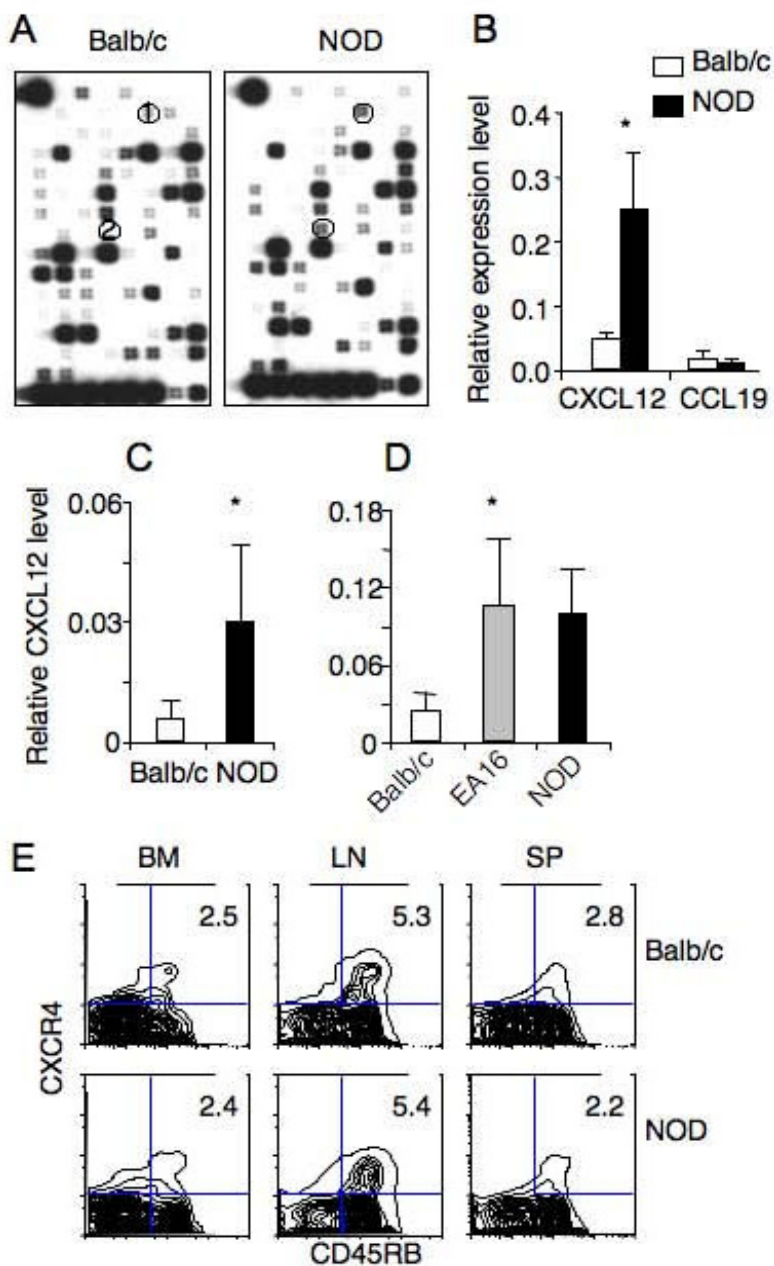 A
Balb/c NOD
1
2
B
Balb/c
NOD
Relative expression level
0.4
0.3
0.2
0.1
0.0
*
CXCL12 CCL19
C
Relative CXCL12 level
0.06
0.03
0
*
Balb/c NOD
D
0.18
0.12
0.06
0
*
Balb/c EA16 NOD
E
BM LN SP
2.5 5.3 2.8 Balb/c
CXCR4
2.4 5.4 2.2 NOD
CD45RB